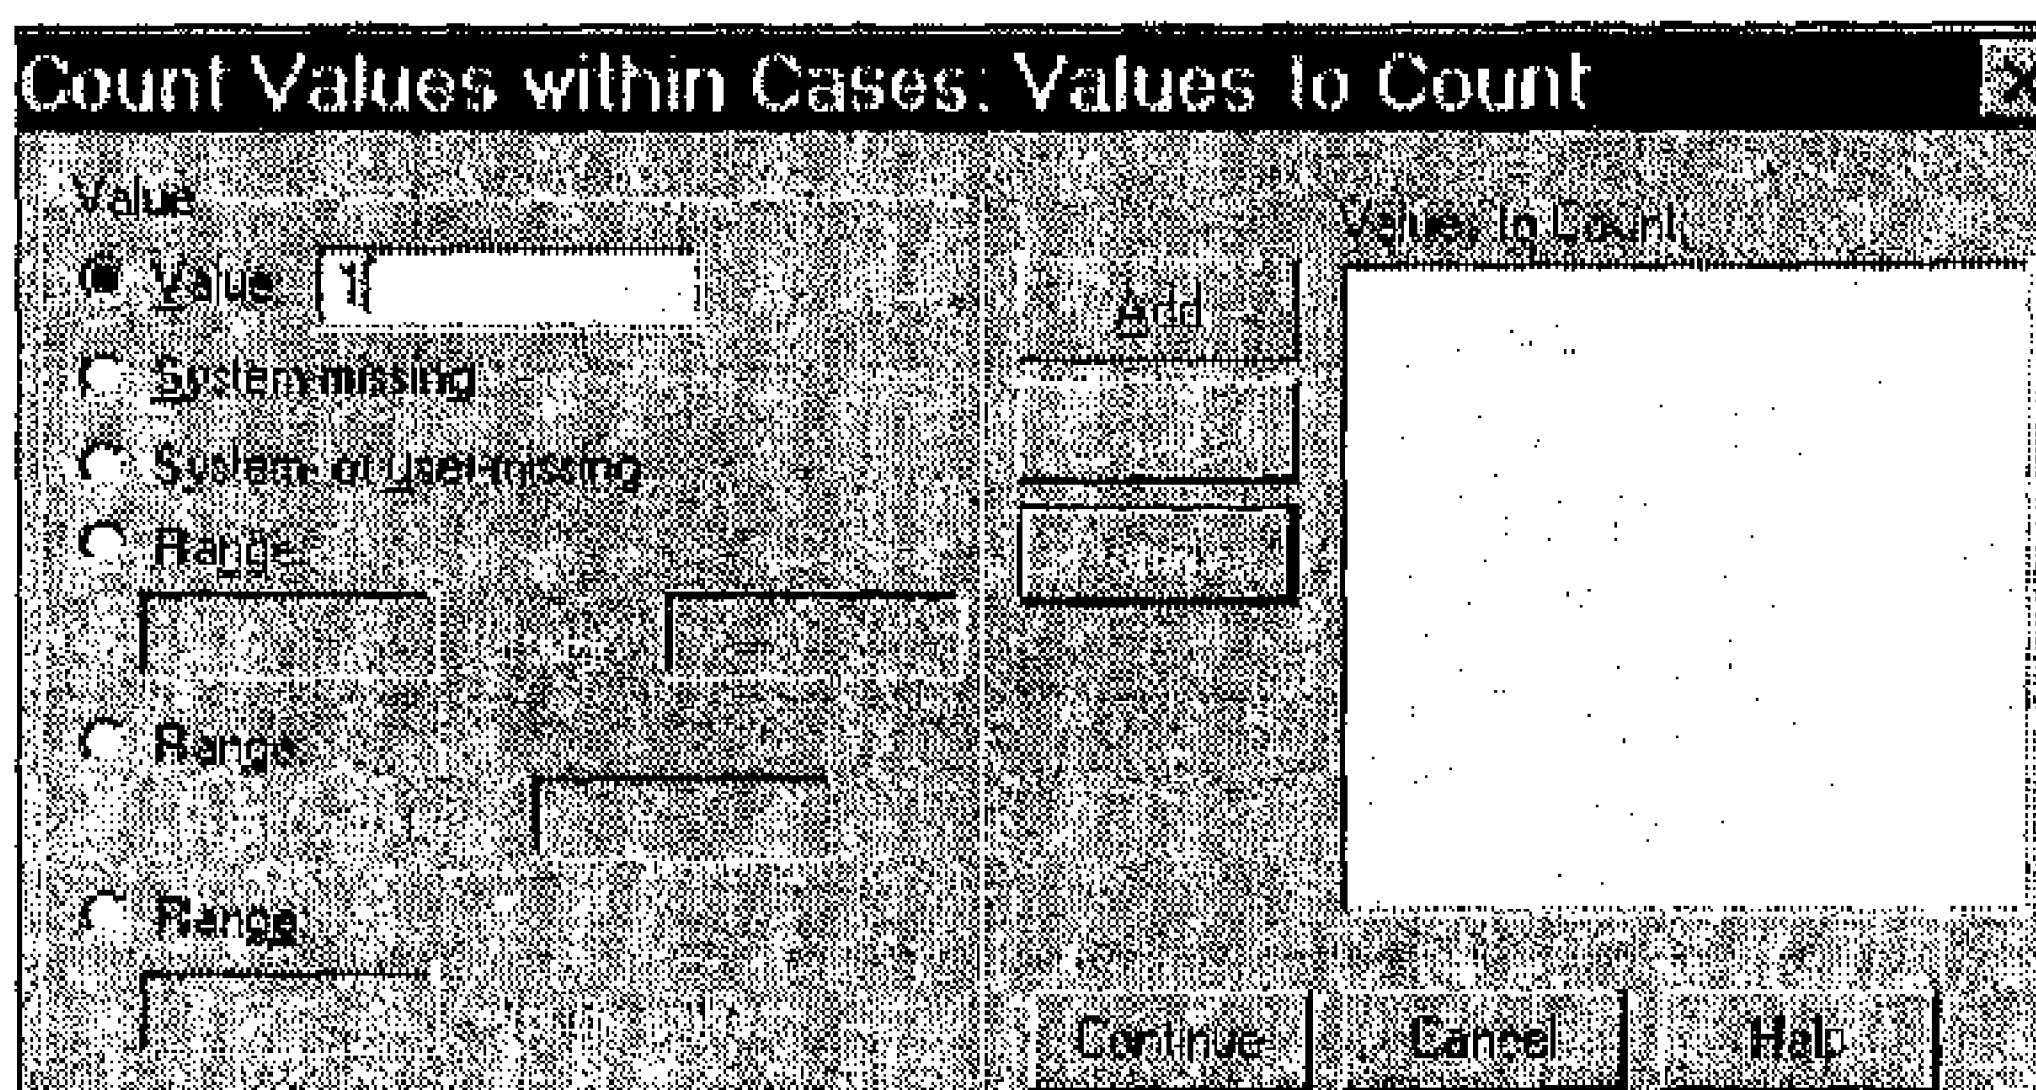 Count Values within Cases: Values to Count
Value
Value 1
System-missing
System- or user-missing
Range
Range
Range
Add
Values to Count
Continue
Cancel
Help